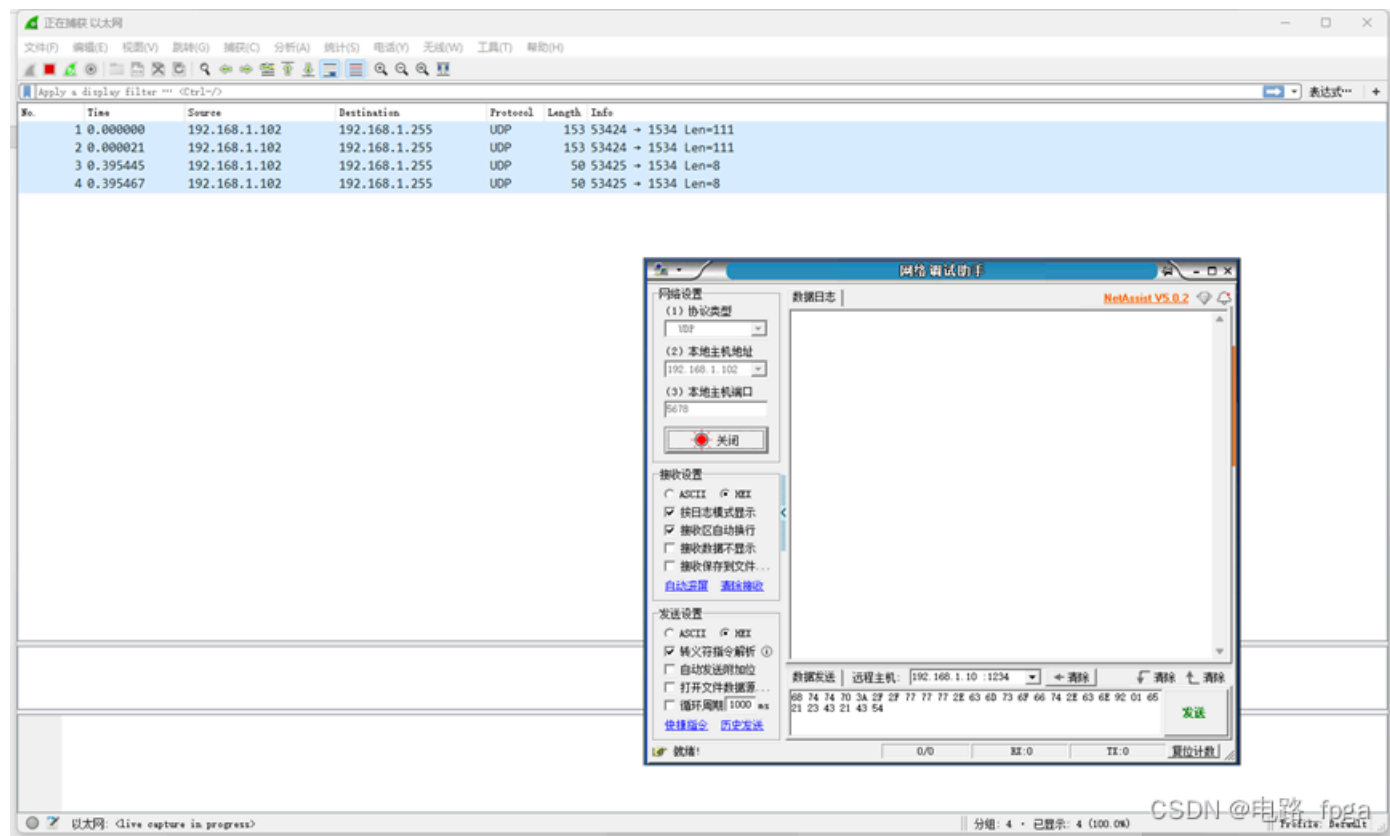 正在捕获 以太网
文件(F) 编辑(E) 视图(V) 跳转(G) 捕获(C) 分析(A) 统计(S) 电话(Y) 无线(W) 工具(T) 帮助(H)
Apply a display filter … <Ctrl-/> 表达式… +
No. Time Source Destination Protocol Length Info
1 0.000000 192.168.1.102 192.168.1.255 UDP 153 53424 → 1534 Len=111
2 0.000021 192.168.1.102 192.168.1.255 UDP 153 53424 → 1534 Len=111
3 0.395445 192.168.1.102 192.168.1.255 UDP 50 53425 → 1534 Len=8
4 0.395467 192.168.1.102 192.168.1.255 UDP 50 53425 → 1534 Len=8
网络调试助手
网络设置
(1) 协议类型
UDP
(2) 本地主机地址
192.168.1.102
(3) 本地主机端口
5678
关闭
接收设置
ASCII HEX
按日志模式显示
接收区自动换行
接收数据不显示
接收保存到文件...
自动滚屏 清除接收
发送设置
ASCII HEX
转义符指令解析
自动发送附加位
打开文件数据源...
循环周期 1000 ms
快捷指令 历史发送
数据日志 NetAssist V5.0.2
数据发送 远程主机: 192.168.1.10 :1234 清除 清除 清除
68 74 74 70 3A 2F 2F 77 77 77 2E 63 6D 73 6F 66 74 2E 63 6E 92 01 65
21 23 43 21 43 54
发送
就绪! 0/0 RX:0 TX:0 复位计数
以太网: <live capture in progress> 分组: 4 · 已显示: 4 (100.0%) Profile: Default
CSDN @电路_fpga